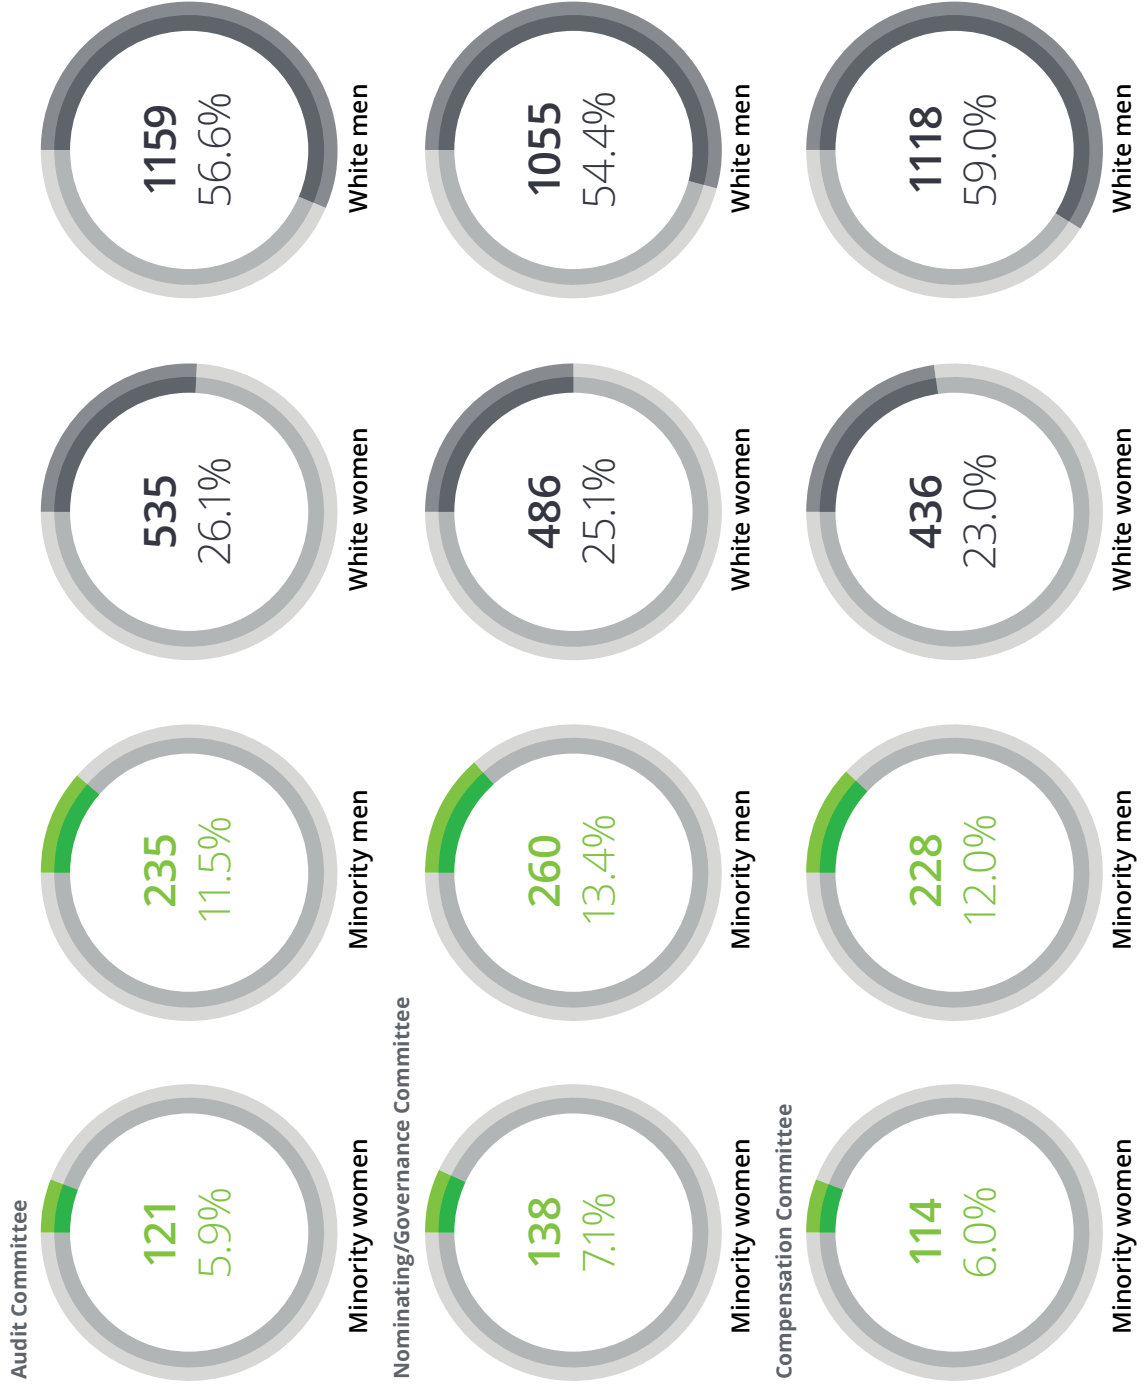 Audit Committee
121
5.9%
Minority women
235
11.5%
Minority men
535
26.1%
White women
1159
56.6%
White men
Nominating/Governance Committee
138
7.1%
Minority women
260
13.4%
Minority men
486
25.1%
White women
1055
54.4%
White men
Compensation Committee
114
6.0%
Minority women
228
12.0%
Minority men
436
23.0%
White women
1118
59.0%
White men